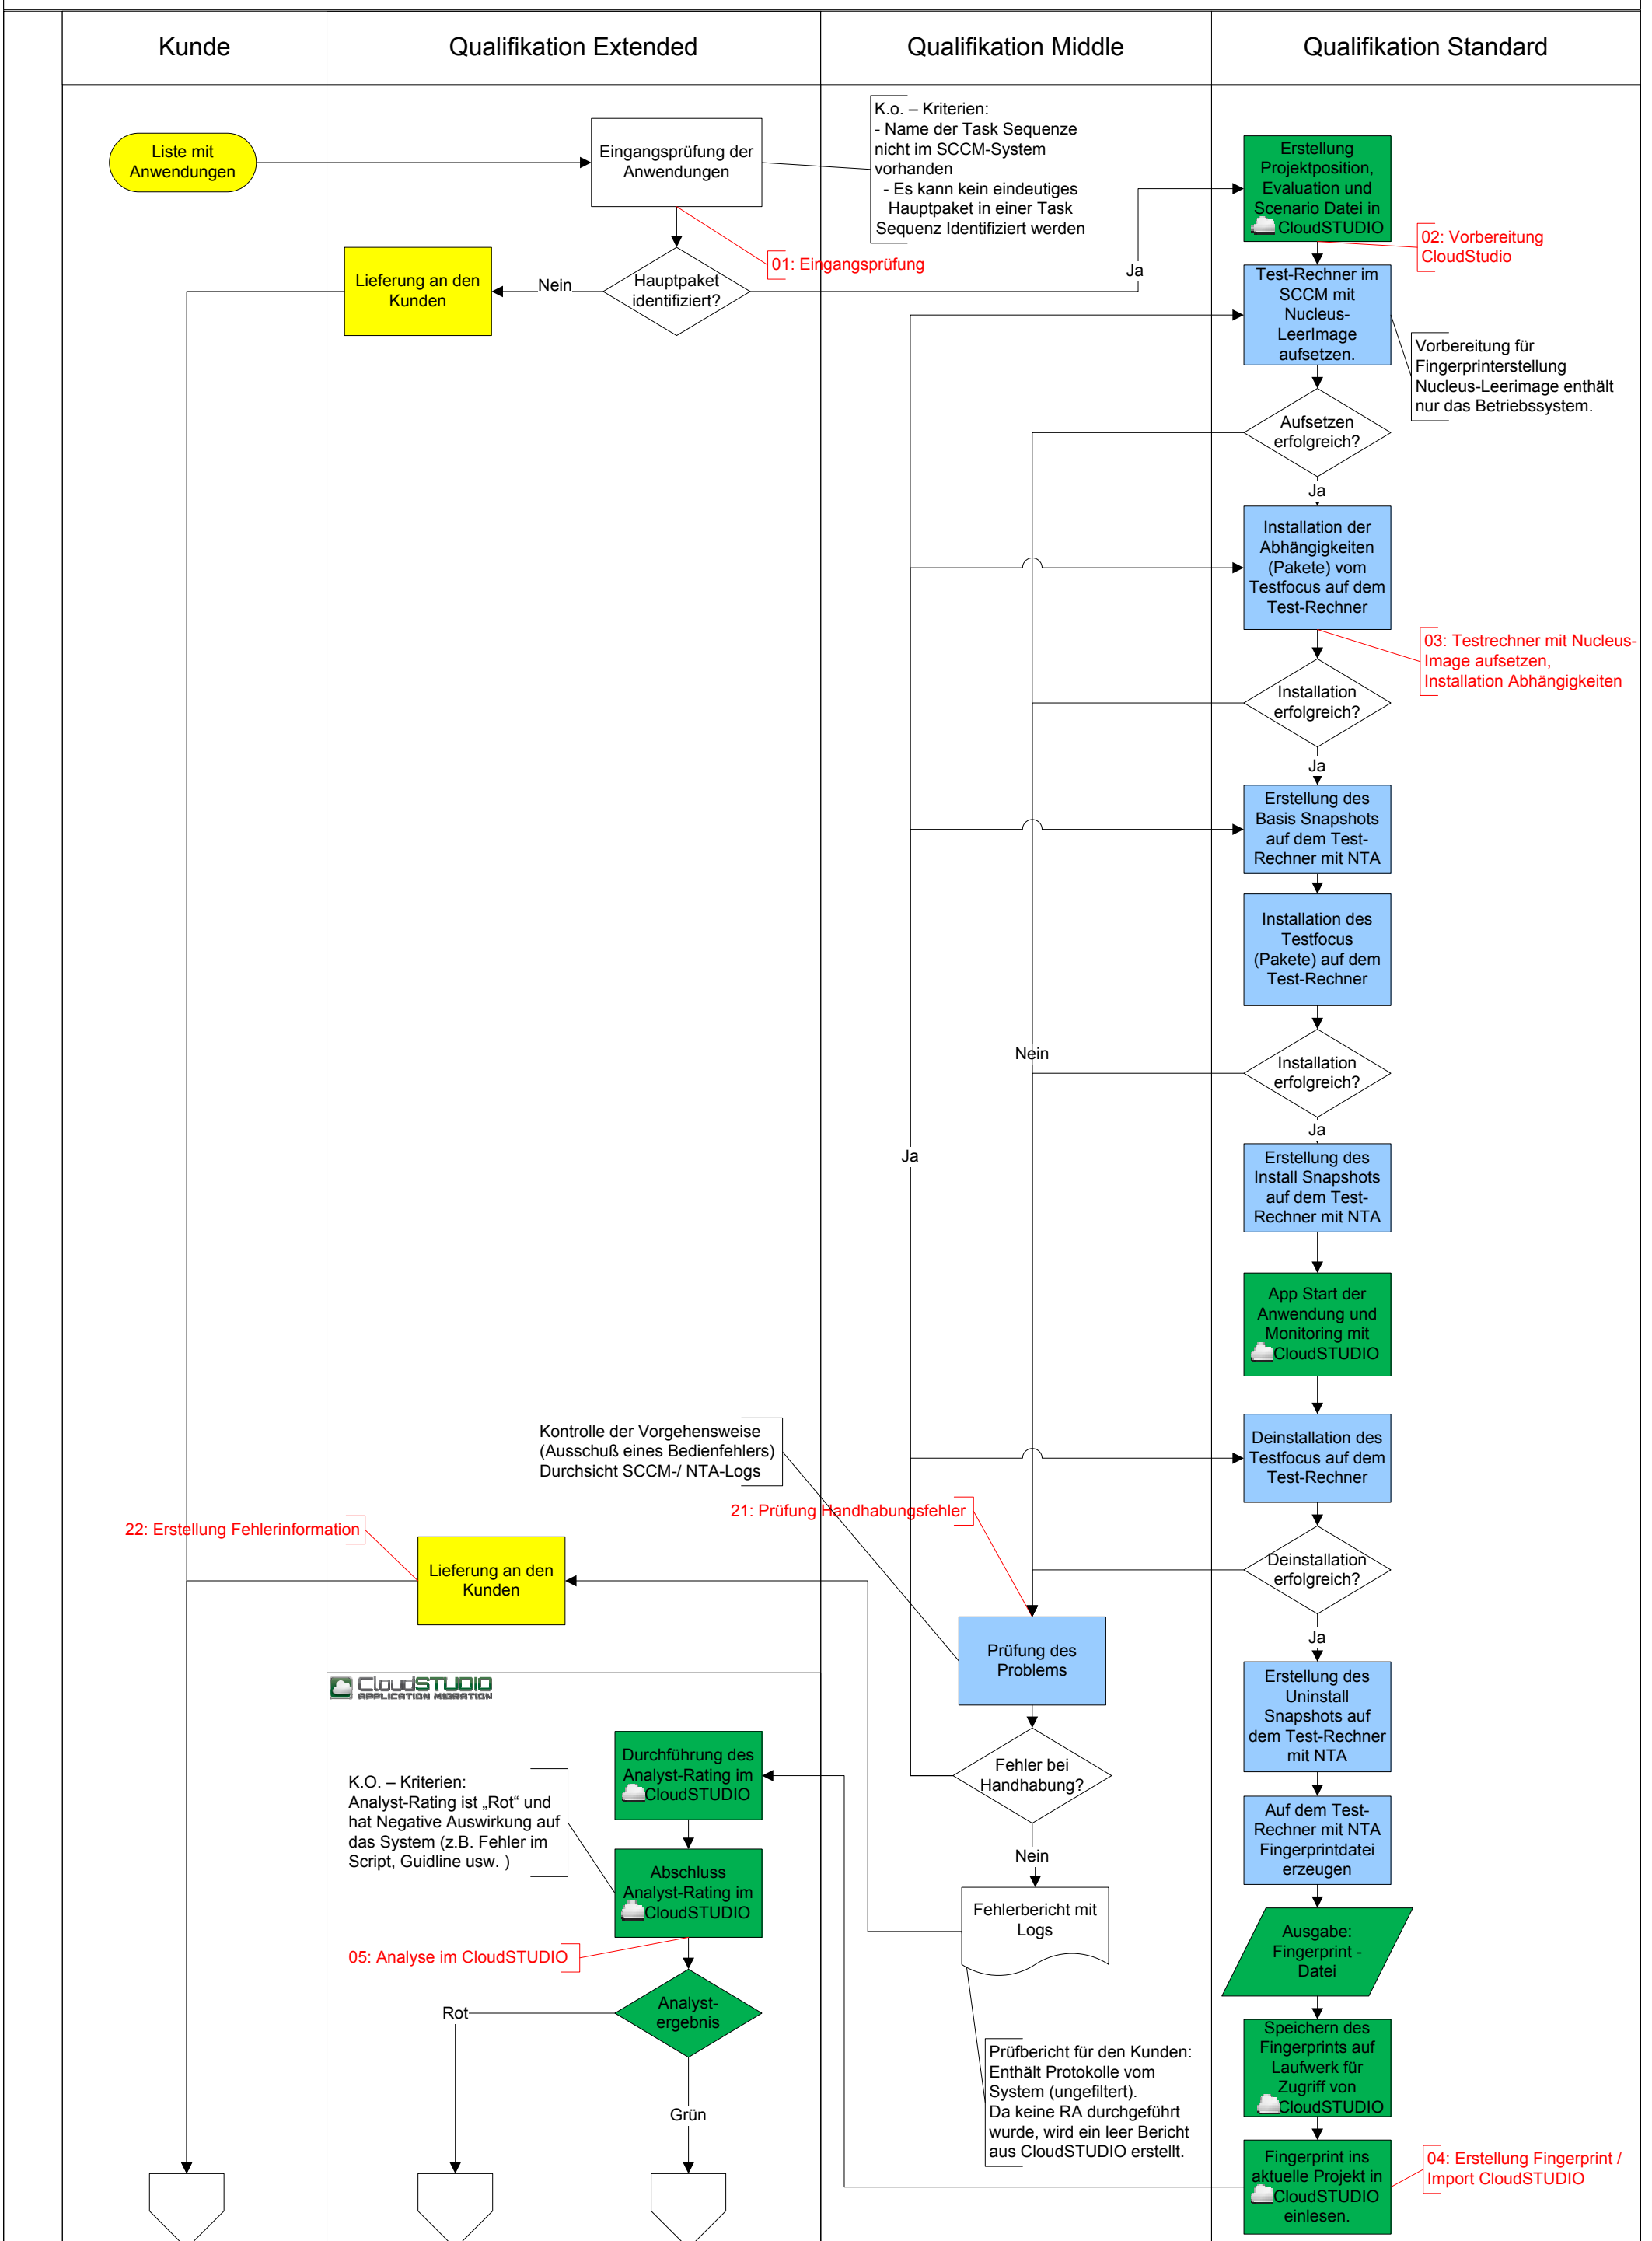 Kunde
Qualifikation Extended
Qualifikation Middle
Qualifikation Standard
Liste mit
Anwendungen
Eingangsprüfung der
Anwendungen
K.o. – Kriterien:
- Name der Task Sequenze
nicht im SCCM-System
vorhanden
- Es kann kein eindeutiges
Hauptpaket in einer Task
Sequenz Identifiziert werden
Erstellung
Projektposition,
Evaluation und
Scenario Datei in
CloudSTUDIO
02: Vorbereitung
CloudStudio
01: Eingangsprüfung
Lieferung an den
Kunden
Nein
Hauptpaket
identifiziert?
Ja
Test-Rechner im
SCCM mit
Nucleus-
LeerImage
aufsetzen.
Vorbereitung für
Fingerprinterstellung
Nucleus-Leerimage enthält
nur das Betriebssystem.
Aufsetzen
erfolgreich?
Ja
Installation der
Abhängigkeiten
(Pakete) vom
Testfocus auf dem
Test-Rechner
03: Testrechner mit Nucleus-
Image aufsetzen,
Installation Abhängigkeiten
Installation
erfolgreich?
Ja
Erstellung des
Basis Snapshots
auf dem Test-
Rechner mit NTA
Installation des
Testfocus
(Pakete) auf dem
Test-Rechner
Nein
Installation
erfolgreich?
Ja
Ja
Erstellung des
Install Snapshots
auf dem Test-
Rechner mit NTA
App Start der
Anwendung und
Monitoring mit
CloudSTUDIO
Kontrolle der Vorgehensweise
(Ausschuß eines Bedienfehlers)
Durchsicht SCCM-/ NTA-Logs
Deinstallation des
Testfocus auf dem
Test-Rechner
21: Prüfung Handhabungsfehler
22: Erstellung Fehlerinformation
Lieferung an den
Kunden
Deinstallation
erfolgreich?
Ja
Prüfung des
Problems
Erstellung des
Uninstall
Snapshots auf
dem Test-Rechner
mit NTA
CloudSTUDIO
APPLICATION MIGRATION
Durchführung des
Analyst-Rating im
CloudSTUDIO
K.O. – Kriterien:
Analyst-Rating ist „Rot“ und
hat Negative Auswirkung auf
das System (z.B. Fehler im
Script, Guidline usw. )
Fehler bei
Handhabung?
Nein
Auf dem Test-
Rechner mit NTA
Fingerprintdatei
erzeugen
Abschluss
Analyst-Rating im
CloudSTUDIO
Fehlerbericht mit
Logs
Ausgabe:
Fingerprint -
Datei
05: Analyse im CloudSTUDIO
Analyst-
ergebnis
Rot
Grün
Speichern des
Fingerprints auf
Laufwerk für
Zugriff von
CloudSTUDIO
Prüfbericht für den Kunden:
Enthält Protokolle vom
System (ungefiltert).
Da keine RA durchgeführt
wurde, wird ein leer Bericht
aus CloudSTUDIO erstellt.
Fingerprint ins
aktuelle Projekt in
CloudSTUDIO
einlesen.
04: Erstellung Fingerprint /
Import CloudSTUDIO